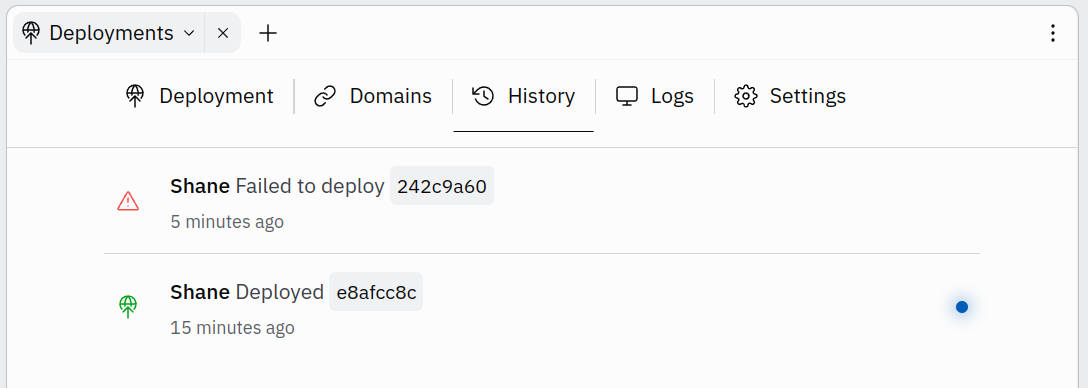 Deployments
Deployment Domains History Logs Settings
Shane Failed to deploy 242c9a60
5 minutes ago
Shane Deployed e8afcc8c
15 minutes ago